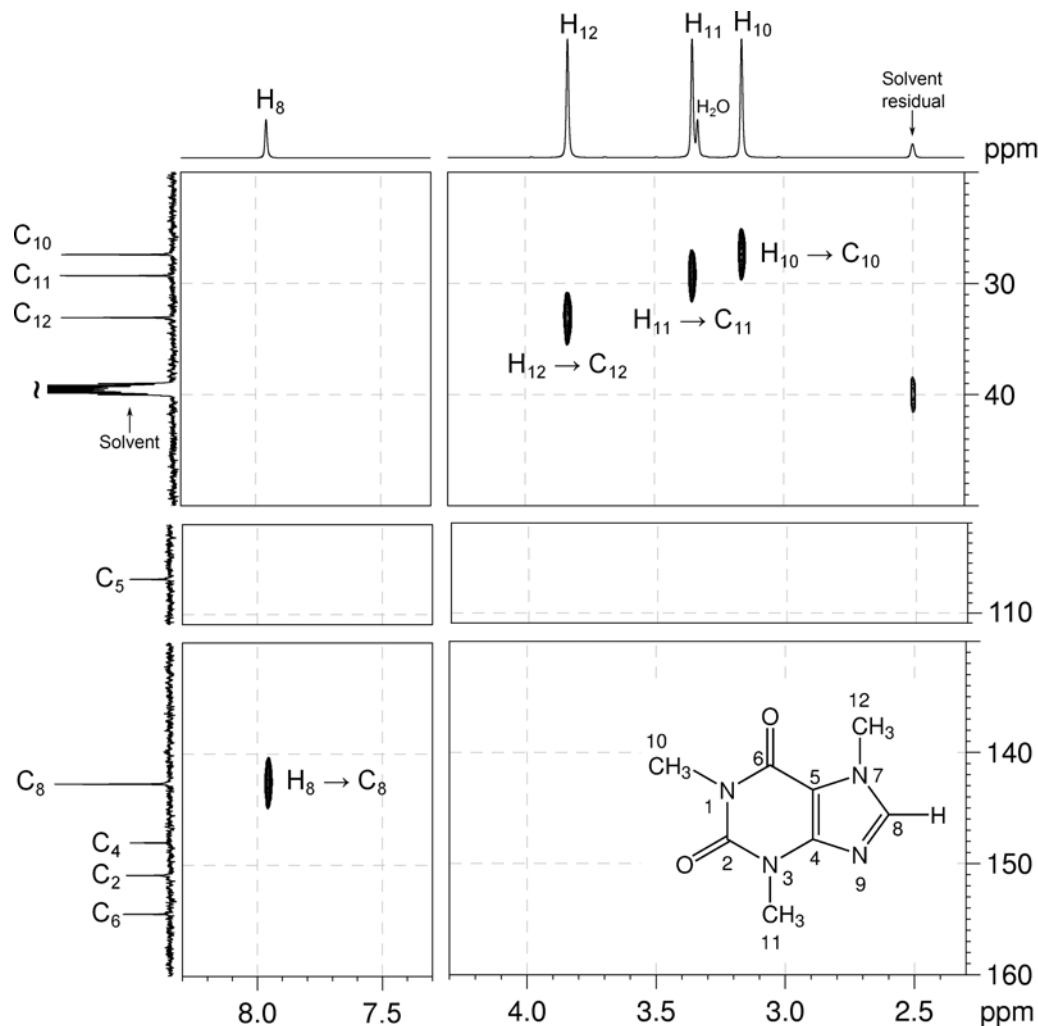 H₁₂ H₁₁ H₁₀
H₈ H₂O Solvent
residual
ppm
C₁₀
C₁₁
C₁₂
Solvent
H₁₀ → C₁₀
H₁₁ → C₁₁
H₁₂ → C₁₂
30
40
C₅
110
C₈
C₄
C₂
C₆
H₈ → C₈
O 12 CH₃
10 CH₃ 6 5 N 7
N 1 8 H
O 2 N 3 4 N 9
CH₃
11
140
150
160
8.0 7.5 4.0 3.5 3.0 2.5 ppm